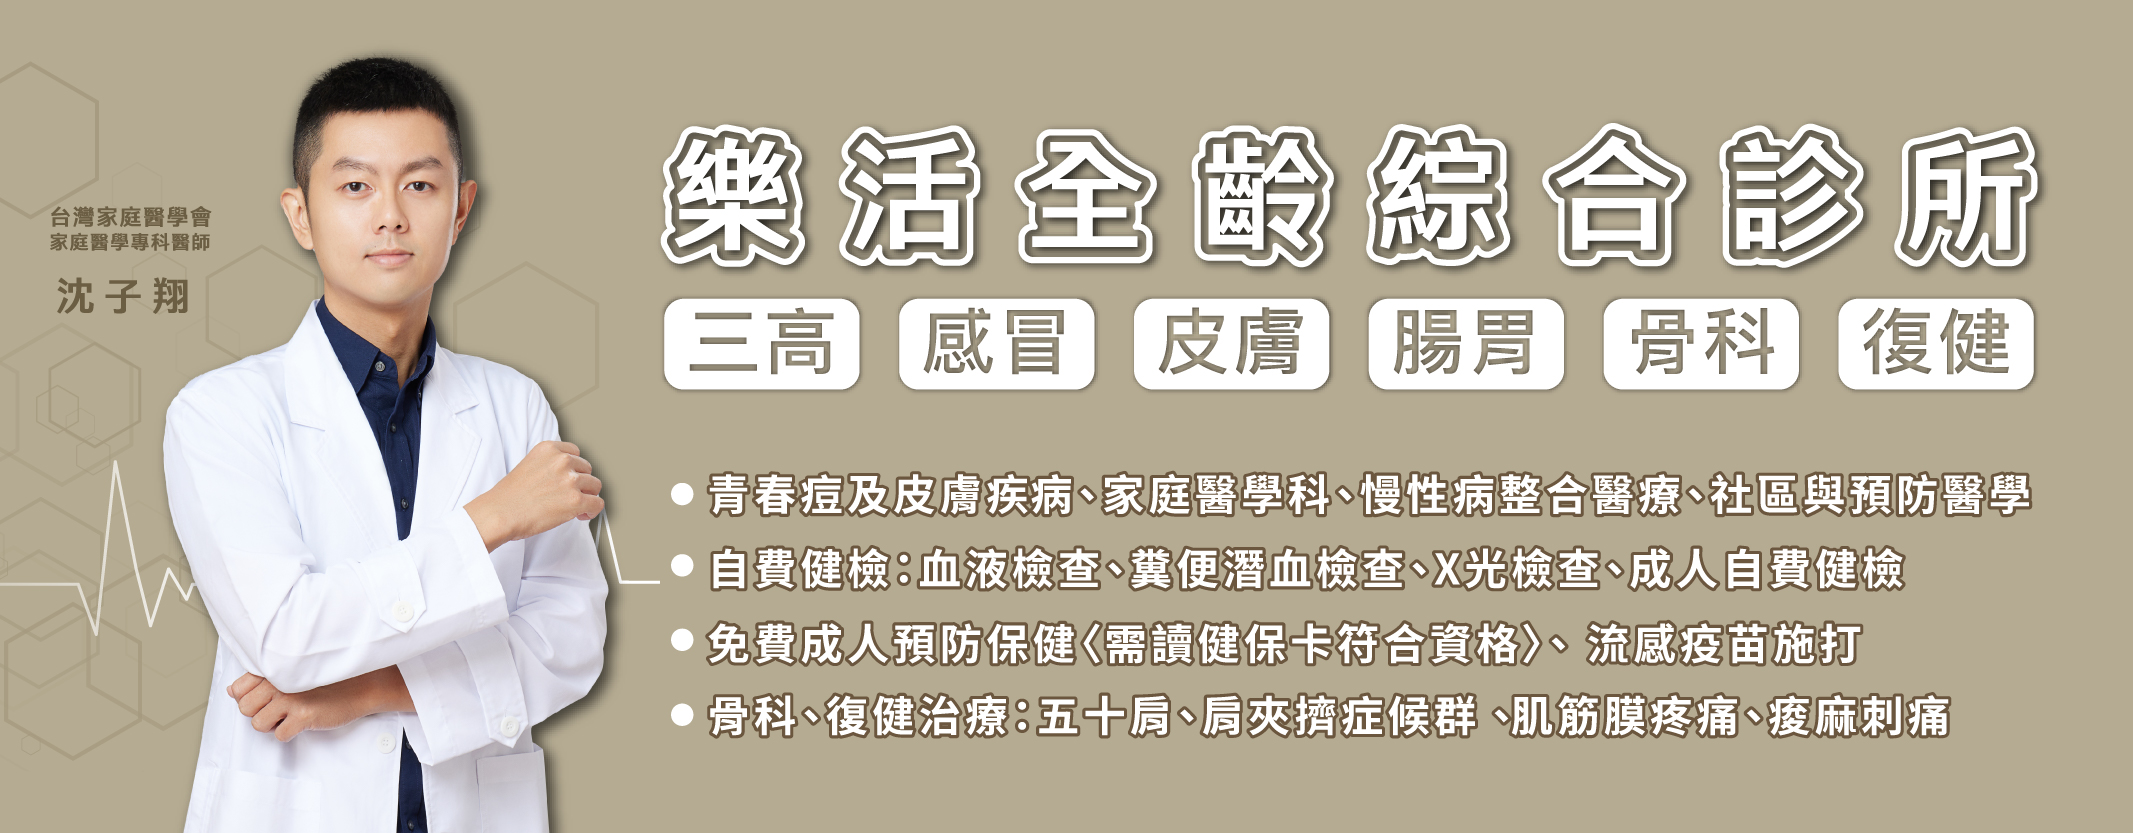 台灣家庭醫學會
家庭醫學專科醫師
沈子翔
樂活全齡綜合診所
三高 感冒 皮膚 腸胃 骨科 復健
●青春痘及皮膚疾病、家庭醫學科、慢性病整合醫療、社區與預防醫學
●自費健檢：血液檢查、糞便潛血檢查、X光檢查、成人自費健檢
●免費成人預防保健〈需讀健保卡符合資格〉、流感疫苗施打
●骨科、復健治療：五十肩、肩夾擠症候群、肌筋膜疼痛、痠麻刺痛